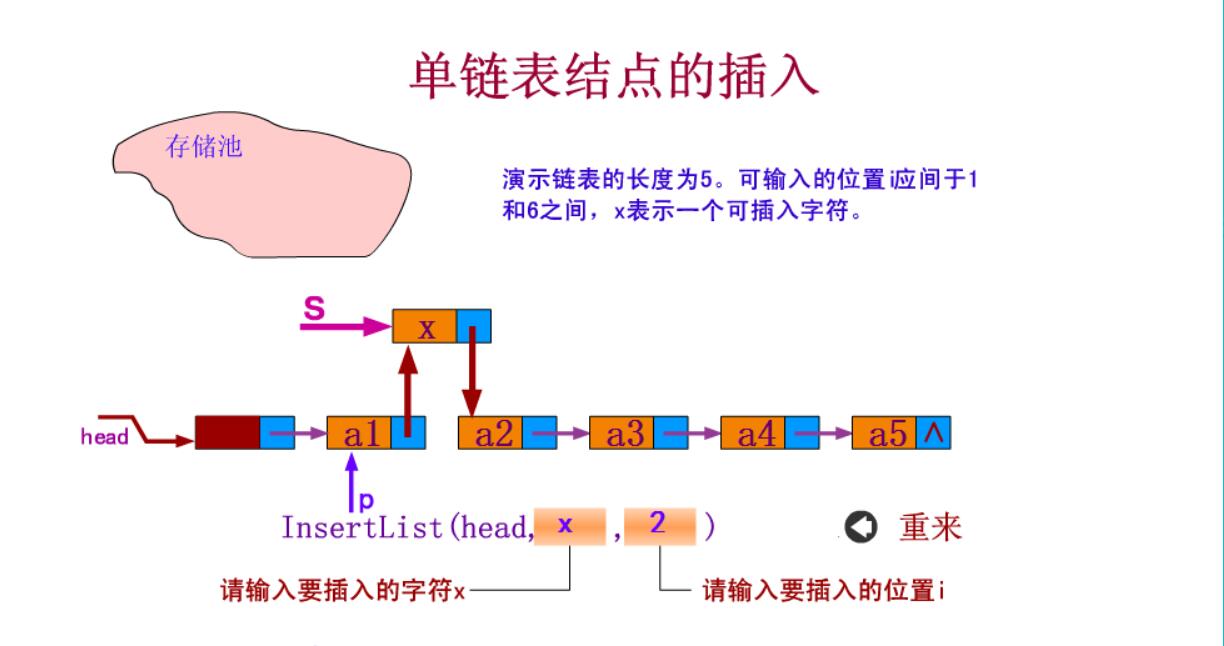 单链表结点的插入
存储池
演示链表的长度为5。可输入的位置i应间于1
和6之间，x表示一个可插入字符。
S
x
head
a1
a2
a3
a4
a5 ∧
p
InsertList(head, x , 2 )
重来
请输入要插入的字符x
请输入要插入的位置i